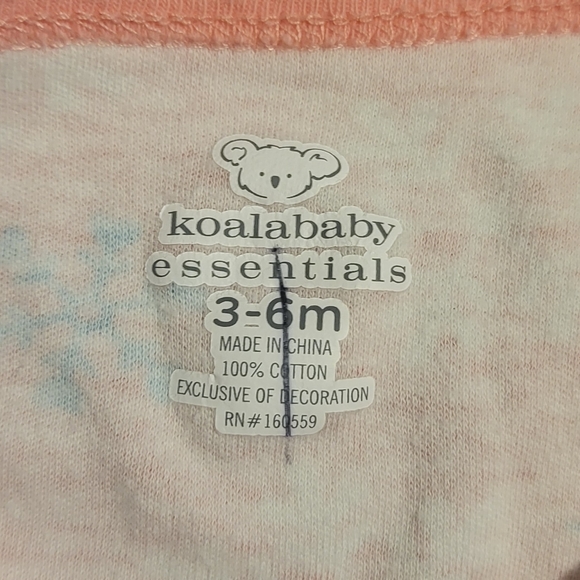 koalababy
essentials
3-6m
MADE IN CHINA
100% COTTON
EXCLUSIVE OF DECORATION
RN#160559